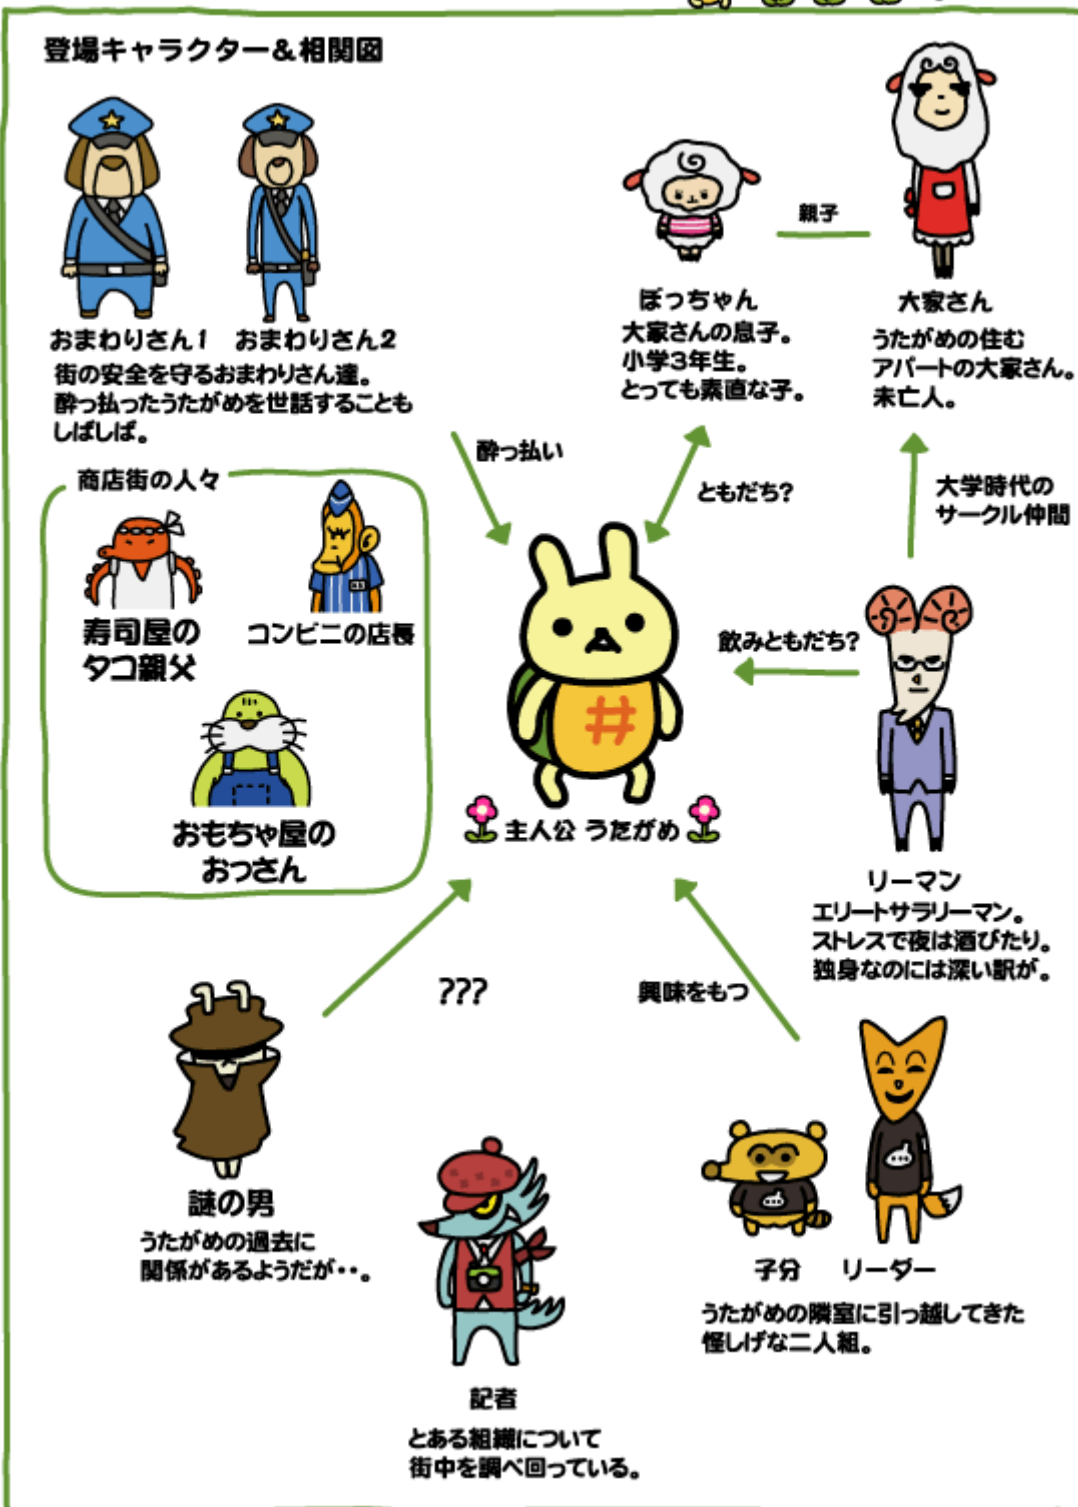 登場キャラクター&相関図
おまわりさん1
おまわりさん2
街の安全を守るおまわりさん達。
酔っ払ったうたがめを世話することも
しばしば。
親子
ぼっちゃん
大家さんの息子。
小学3年生。
とっても素直な子。
大家さん
うたがめの住む
アパートの大家さん。
未亡人。
酔っ払い
ともだち?
大学時代の
サークル仲間
商店街の人々
寿司屋の
タコ親父
コンビニの店長
おもちゃ屋の
おっさん
飲みともだち?
井
主人公 うたがめ
リーマン
エリートサラリーマン。
ストレスで夜は酒びたり。
独身なのには深い訳が。
???
興味をもつ
謎の男
うたがめの過去に
関係があるようだが・・。
子分
リーダー
うたがめの隣室に引っ越してきた
怪しげな二人組。
記者
とある組織について
街中を調べ回っている。